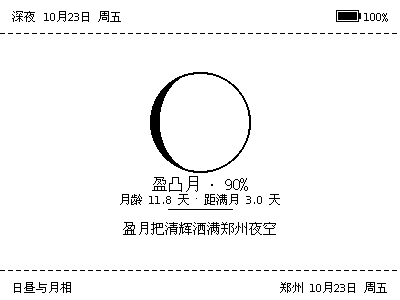 深夜 10月23日 周五
100%
盈凸月 · 90%
月龄 11.8 天 · 距满月 3.0 天
盈月把清辉洒满郑州夜空
日昼与月相
郑州 10月23日 周五